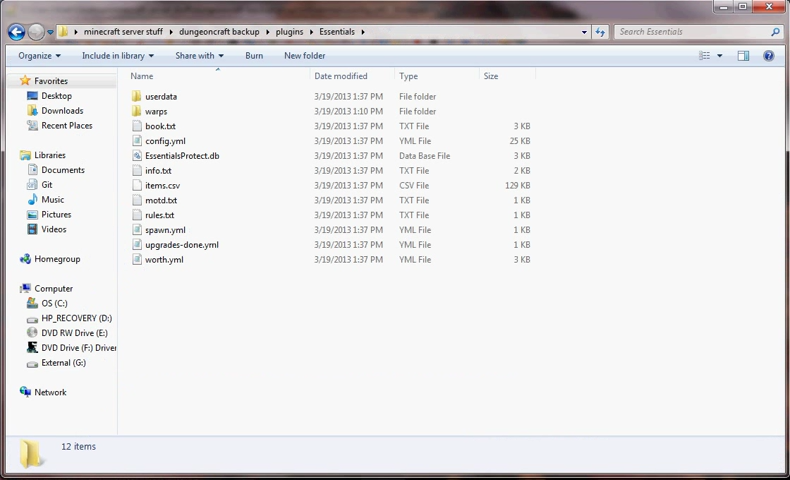 minecraft server stuff dungeoncraft backup plugins Essentials
Search Essentials
Organize Include in library Share with Burn New folder
Name Date modified Type Size
Favorites
Desktop
Downloads
Recent Places
Libraries
Documents
Git
Music
Pictures
Videos
Homegroup
Computer
OS (C:)
HP_RECOVERY (D:)
DVD RW Drive (E:)
DVD Drive (F:) Driver
External (G:)
Network
userdata 3/19/2013 1:37 PM File folder
warps 3/19/2013 1:10 PM File folder
book.txt 3/19/2013 1:37 PM TXT File 3 KB
config.yml 3/19/2013 1:37 PM YML File 25 KB
EssentialsProtect.db 3/19/2013 1:37 PM Data Base File 3 KB
info.txt 3/19/2013 1:37 PM TXT File 2 KB
items.csv 3/19/2013 1:37 PM CSV File 129 KB
motd.txt 3/19/2013 1:37 PM TXT File 1 KB
rules.txt 3/19/2013 1:37 PM TXT File 1 KB
spawn.yml 3/19/2013 1:37 PM YML File 1 KB
upgrades-done.yml 3/19/2013 1:37 PM YML File 1 KB
worth.yml 3/19/2013 1:37 PM YML File 3 KB
12 items